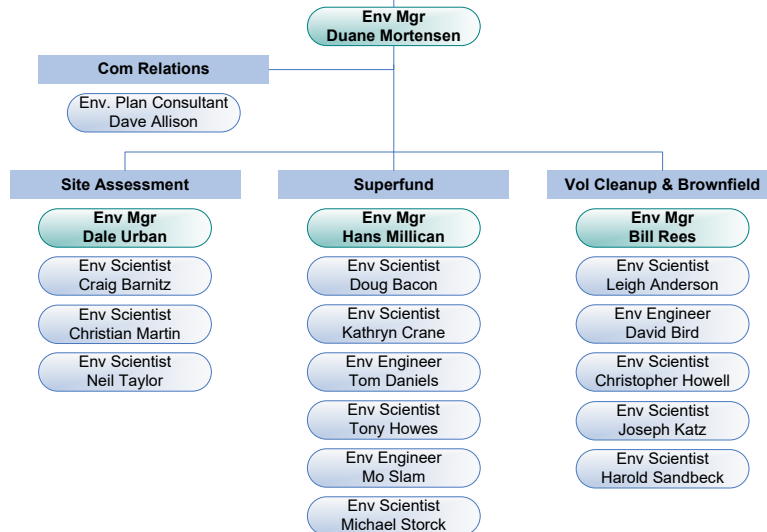 Env Mgr
Duane Mortensen
Com Relations
Env. Plan Consultant
Dave Allison
Site Assessment
Env Mgr
Dale Urban
Env Scientist
Craig Barnitz
Env Scientist
Christian Martin
Env Scientist
Neil Taylor
Superfund
Env Mgr
Hans Millican
Env Scientist
Doug Bacon
Env Scientist
Kathryn Crane
Env Engineer
Tom Daniels
Env Scientist
Tony Howes
Env Engineer
Mo Slam
Env Scientist
Michael Storck
Vol Cleanup & Brownfield
Env Mgr
Bill Rees
Env Scientist
Leigh Anderson
Env Engineer
David Bird
Env Scientist
Christopher Howell
Env Scientist
Joseph Katz
Env Scientist
Harold Sandbeck